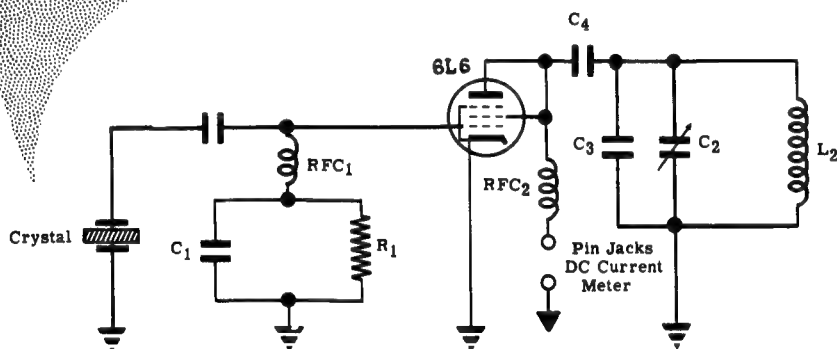 C4
6L6
RFC1
C3
C2
L2
RFC2
Crystal
C1
R1
Pin Jacks
DC Current
Meter